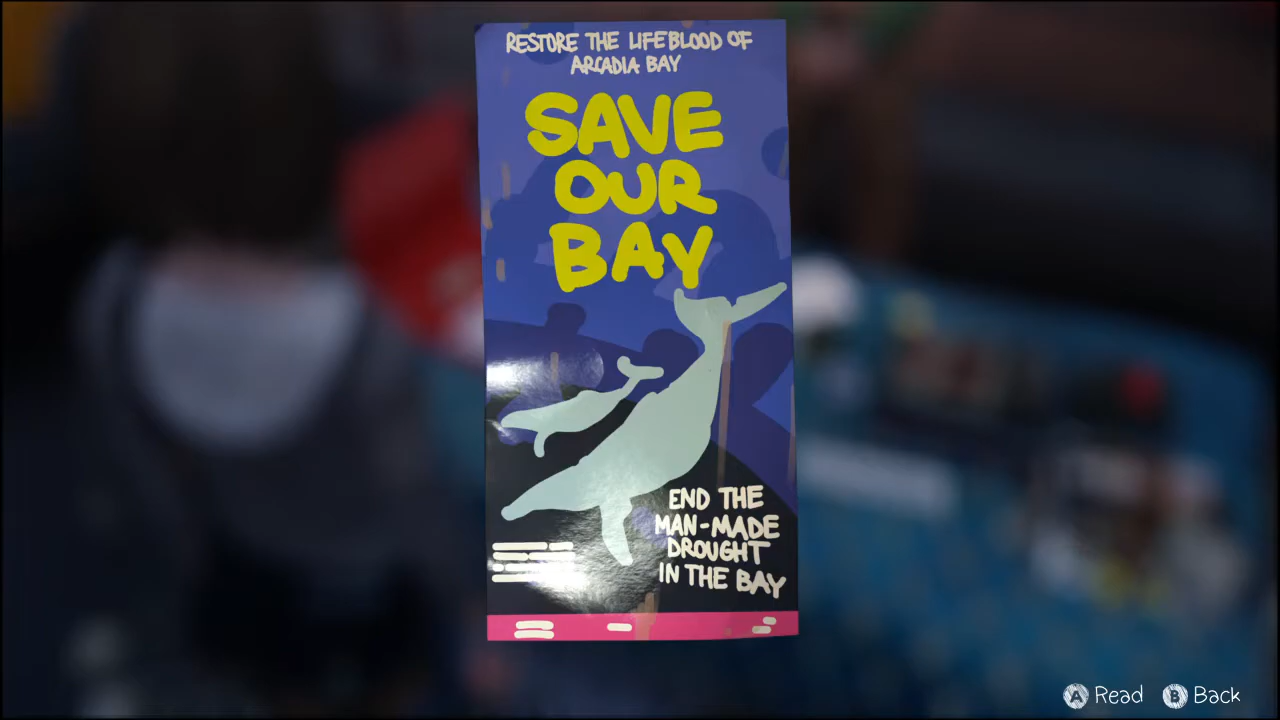 RESTORE THE LIFEBLOOD OF
ARCADIA BAY
SAVE
OUR
BAY
END THE
MAN-MADE
DROUGHT
IN THE BAY
A Read B Back